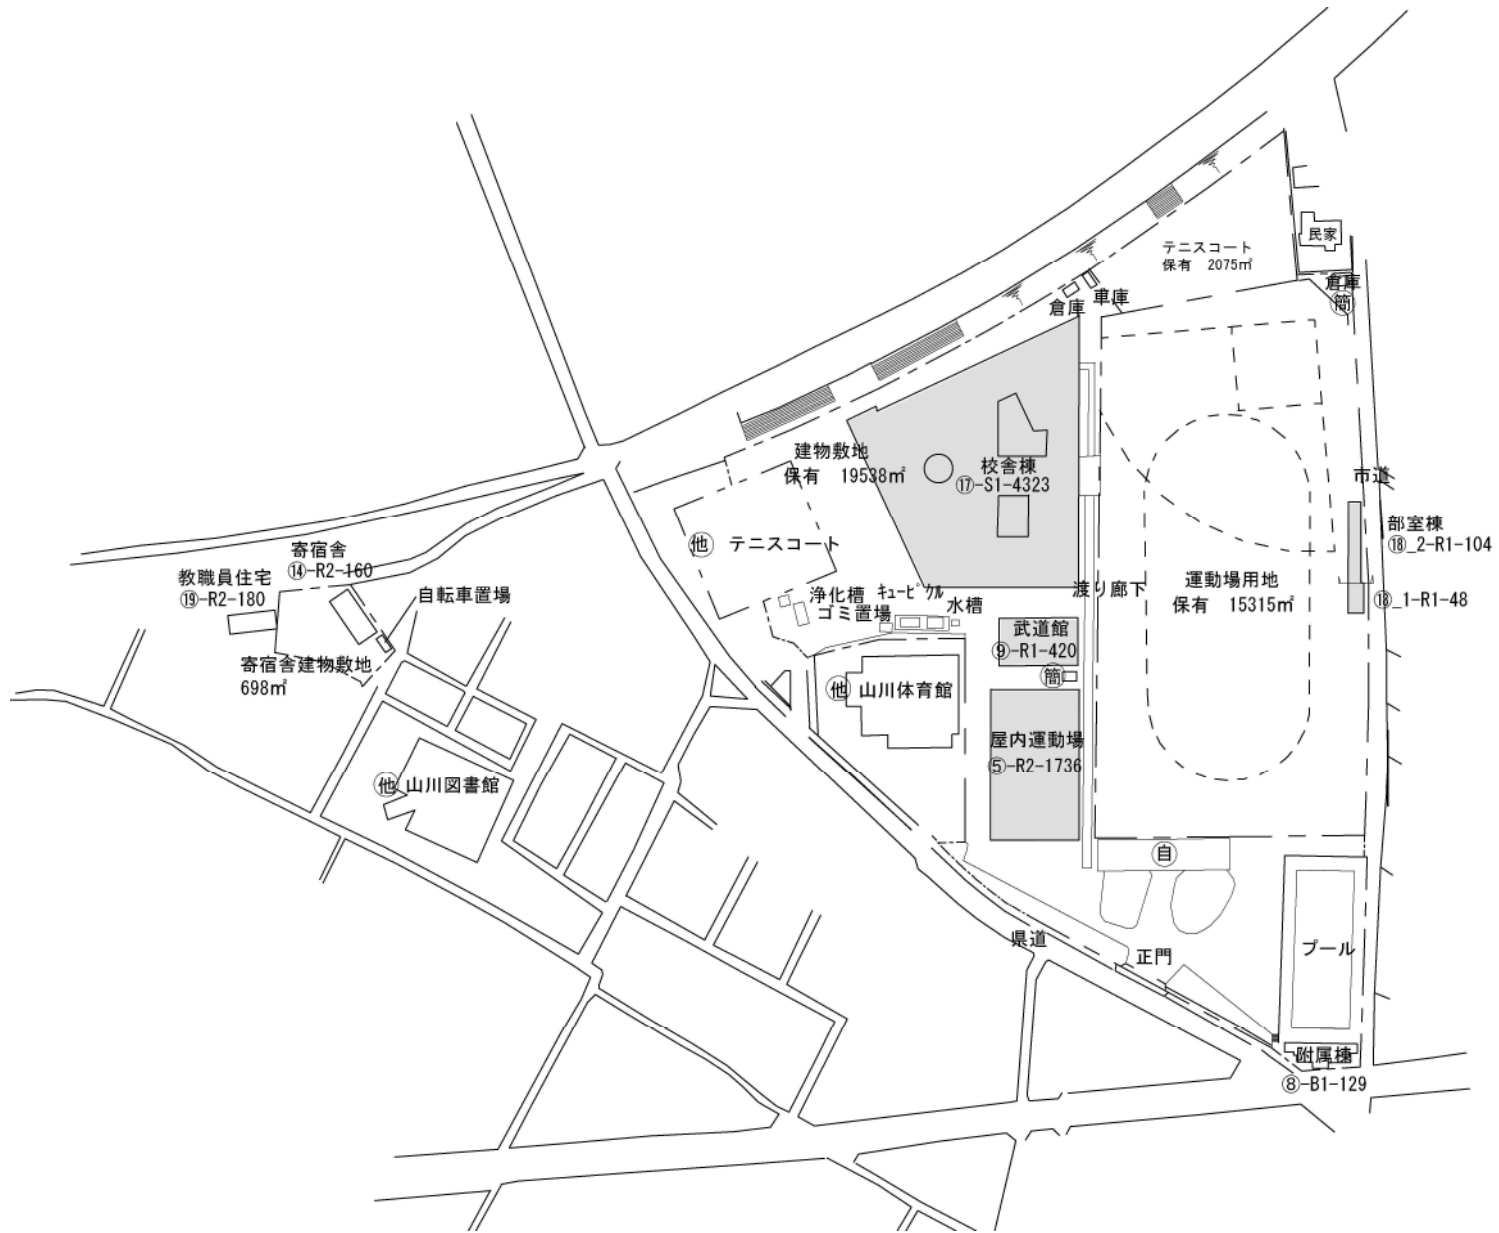 民家
テニスコート
保有　2075㎡
倉庫
簡
倉庫
車庫
建物敷地
保有　19538㎡
校舎棟
⑰-S1-4323
市道
部室棟
⑱_2-R1-104
⑱_1-R1-48
他
テニスコート
寄宿舎
⑭-R2-160
教職員住宅
⑲-R2-180
自転車置場
寄宿舎建物敷地
698㎡
浄化槽
ｷｭｰﾋﾞｸﾙ
ゴミ置場
水槽
渡り廊下
運動場用地
保有　15315㎡
武道館
⑨-R1-420
簡
他
山川体育館
屋内運動場
⑤-R2-1736
他
山川図書館
自
県道
正門
プール
附属棟
⑧-B1-129